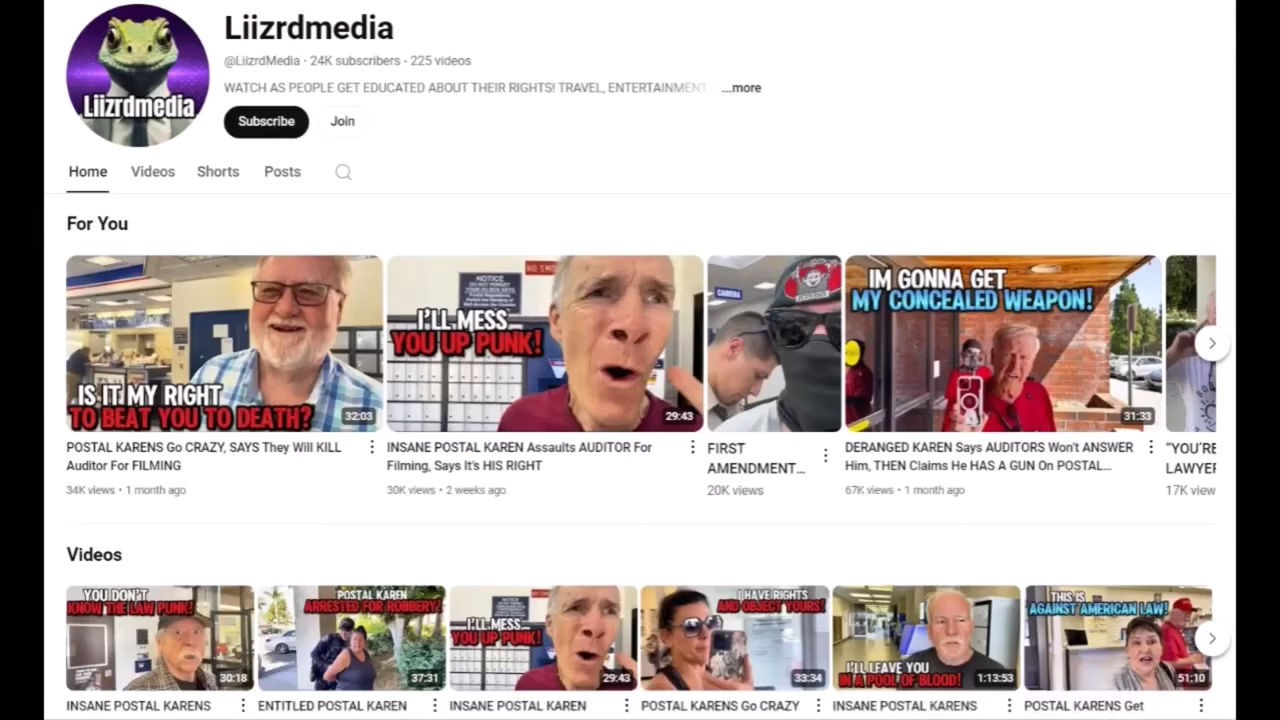 Liizrdmedia
Liizrdmedia
@LiizrdMedia · 24K subscribers · 225 videos
WATCH AS PEOPLE GET EDUCATED ABOUT THEIR RIGHTS! TRAVEL, ENTERTAINMENT, ...more
Subscribe Join
Home Videos Shorts Posts
For You
IS IT MY RIGHT
TO BEAT YOU TO DEATH?
32:03
NO SM
NOTICE
I'LL MESS
YOU UP PUNK!
29:43
CAMERA
IM GONNA GET
MY CONCEALED WEAPON!
31:33
POSTAL KARENS Go CRAZY, SAYS They Will KILL
Auditor For FILMING
34K views • 1 month ago
INSANE POSTAL KAREN Assaults AUDITOR For
Filming, Says It's HIS RIGHT
30K views • 2 weeks ago
FIRST
AMENDMENT...
20K views
DERANGED KAREN Says AUDITORS Won't ANSWER
Him, THEN Claims He HAS A GUN On POSTAL...
67K views • 1 month ago
"YOU'RE
LAWYER
17K view
Videos
YOU DON'T
KNOW THE LAW PUNK!
30:18
POSTAL KAREN
ARRESTED FOR ROBBERY!
37:31
I'LL MESS
YOU UP PUNK!
29:43
I HAVE RIGHTS
AND OBJECT YOURS!
33:34
I'LL LEAVE YOU
IN A POOL OF BLOOD!
1:13:53
THIS IS
AGAINST AMERICAN LAW!
51:10
INSANE POSTAL KARENS
ENTITLED POSTAL KAREN
INSANE POSTAL KAREN
POSTAL KARENS Go CRAZY
INSANE POSTAL KARENS
POSTAL KARENS Get